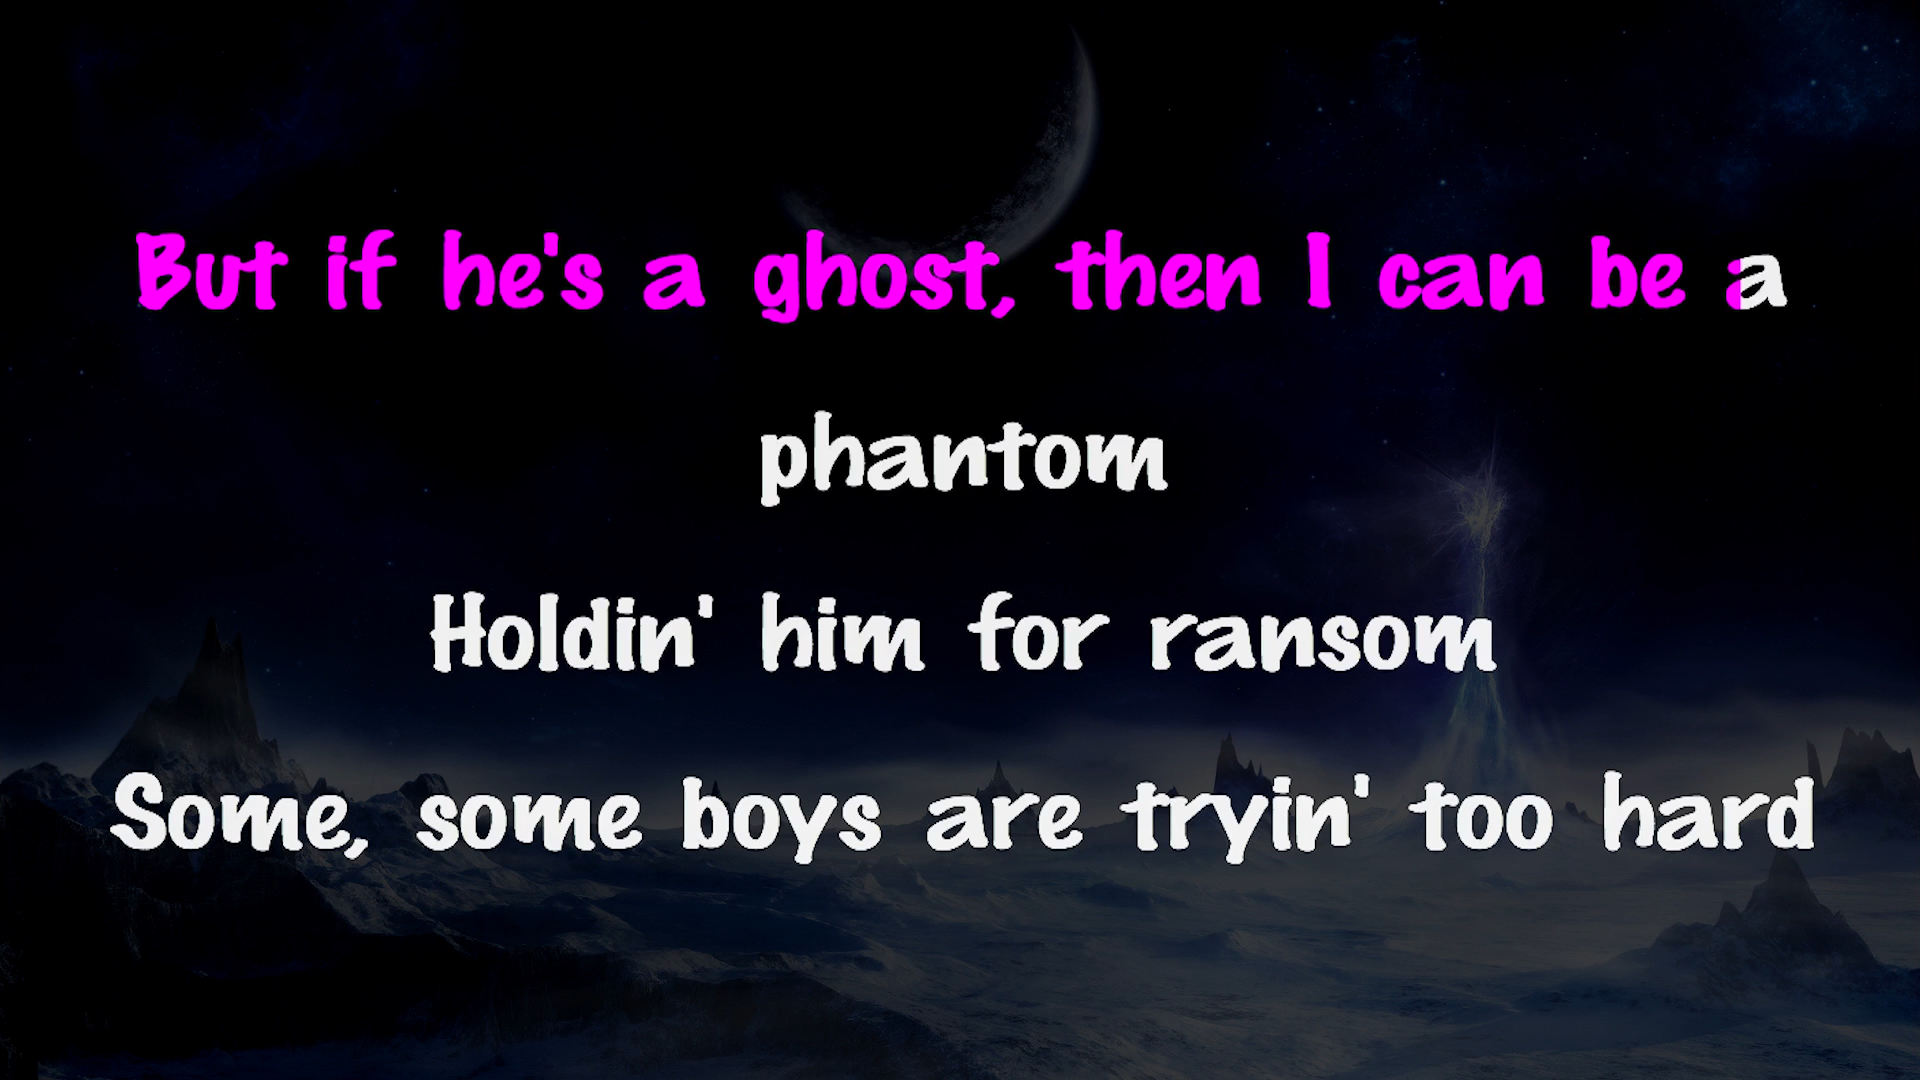 But if he's a ghost, then I can be a
phantom
Holdin' him for ransom
Some, some boys are tryin' too hard